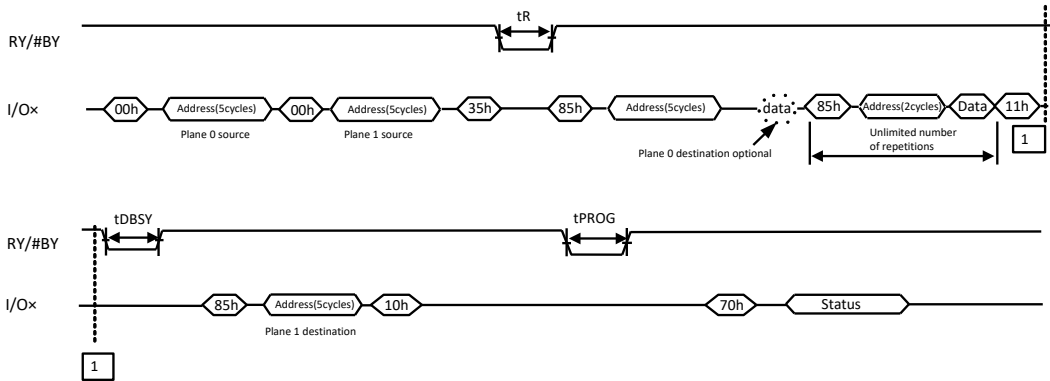 tR
RY/#BY
I/O×
00h Address(5cycles) 00h Address(5cycles) 35h 85h Address(5cycles) data 85h Address(2cycles) Data 11h
Plane 0 source
Plane 1 source
Plane 0 destination optional
Unlimited number
of repetitions
1
tDBSY
tPROG
RY/#BY
I/O×
85h Address(5cycles) 10h 70h Status
Plane 1 destination
1